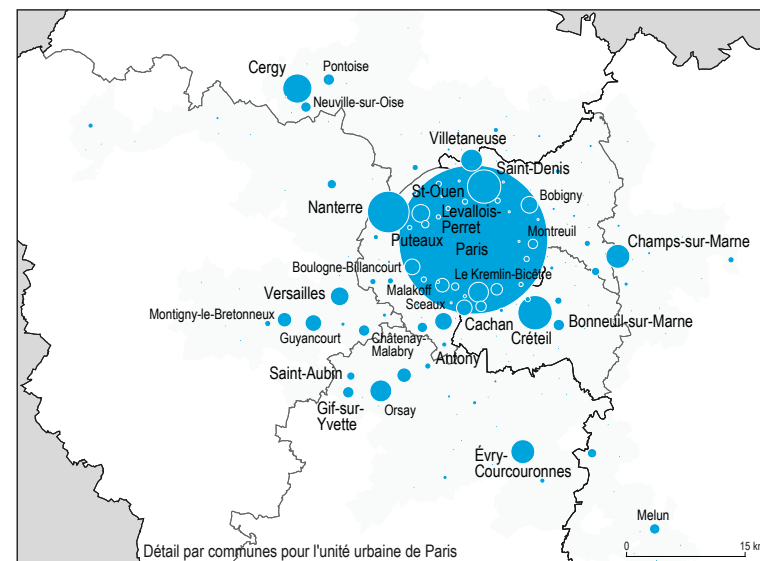 Pontoise
Cergy
Neuville-sur-Oise
Villetaneuse
Saint-Denis
St-Ouen
Bobigny
Nanterre
Levallois-
Perret
Puteaux
Paris
Montreuil
Champs-sur-Marne
Boulogne-Billancourt
Le Kremlin-Bicêtre
Malakoff
Versailles
Sceaux
Montigny-le-Bretonneux
Cachan
Bonneuil-sur-Marne
Guyancourt
Châtenay-
Malabry
Créteil
Antony
Saint-Aubin
Gif-sur-
Yvette
Orsay
Évry-
Courcouronnes
Melun
Détail par communes pour l'unité urbaine de Paris
0
15 km